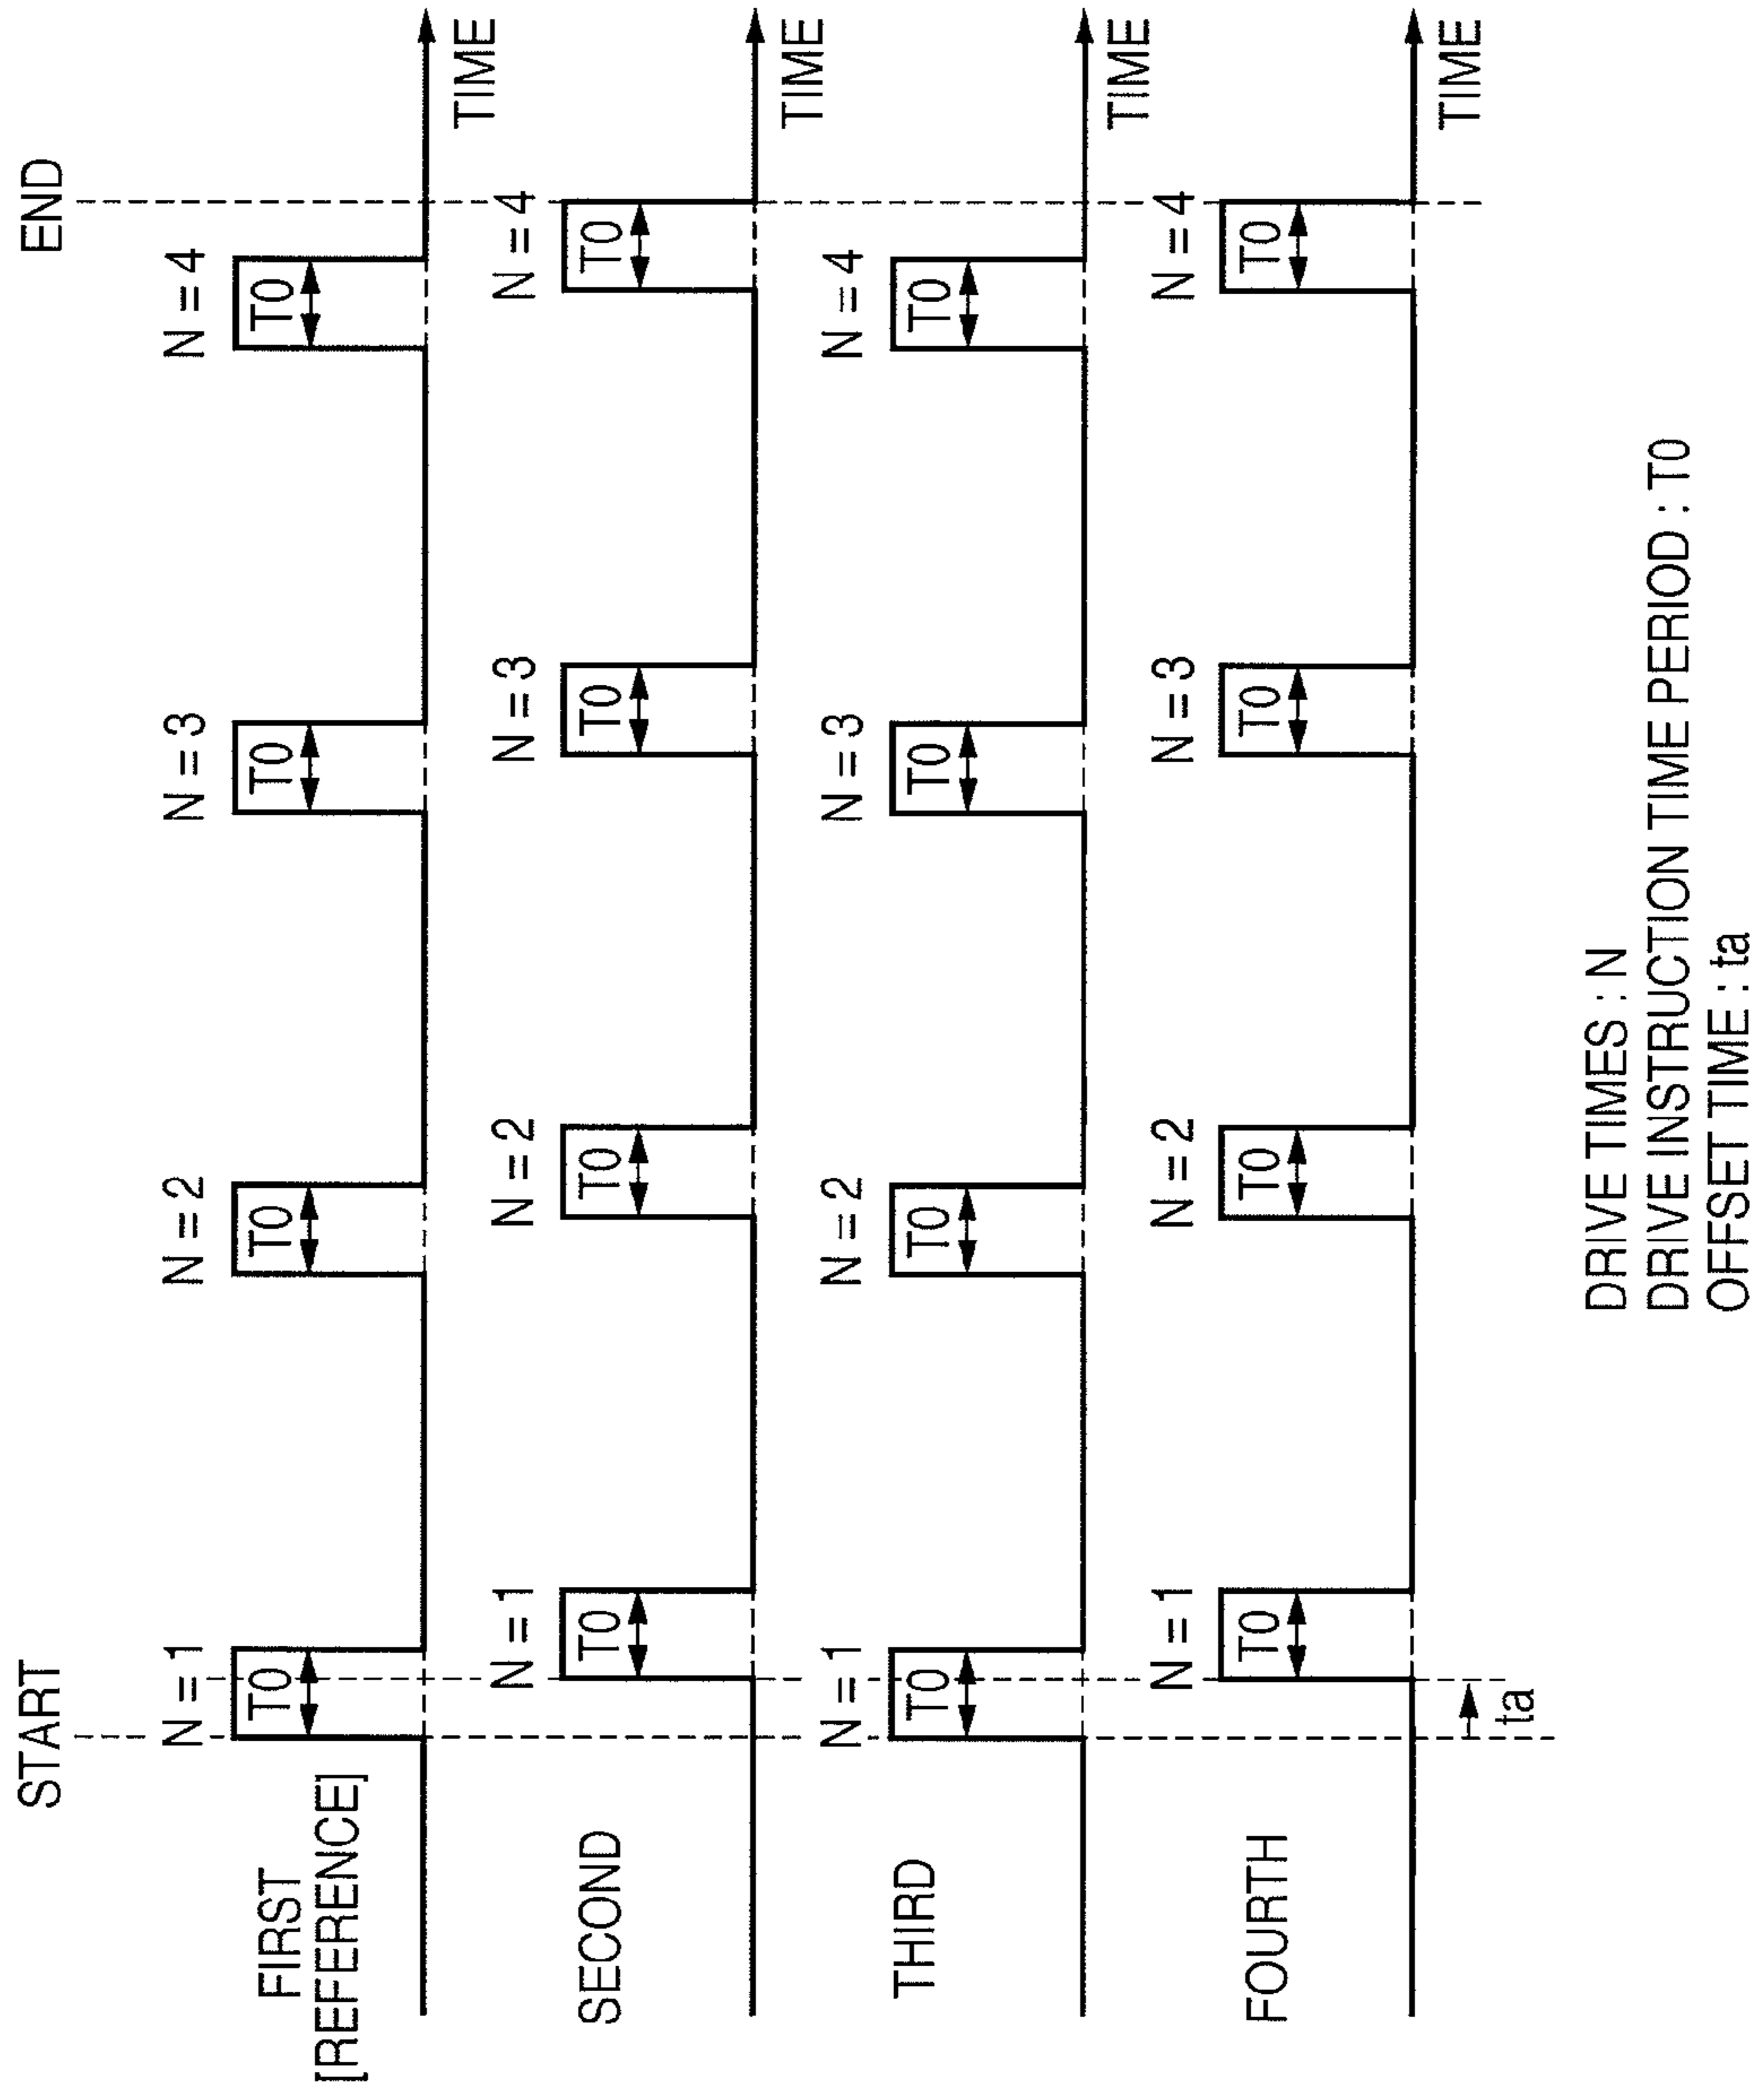 START
END
FIRST
[REFERENCE]
N = 1
T0
N = 2
T0
N = 3
T0
N = 4
T0
TIME
SECOND
N = 1
T0
N = 2
T0
N = 3
T0
N = 4
T0
TIME
THIRD
N = 1
T0
N = 2
T0
N = 3
T0
N = 4
T0
TIME
FOURTH
N = 1
T0
N = 2
T0
N = 3
T0
N = 4
T0
TIME
ta
DRIVE TIMES : N
DRIVE INSTRUCTION TIME PERIOD : T0
OFFSET TIME : ta